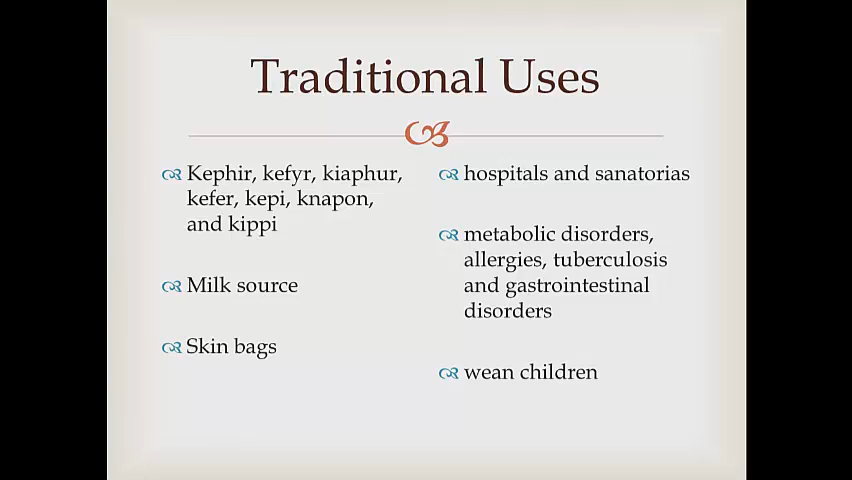 Traditional Uses
Kephir, kefyr, kiaphur,
kefer, kepi, knapon,
and kippi
Milk source
Skin bags
hospitals and sanatorias
metabolic disorders,
allergies, tuberculosis
and gastrointestinal
disorders
wean children